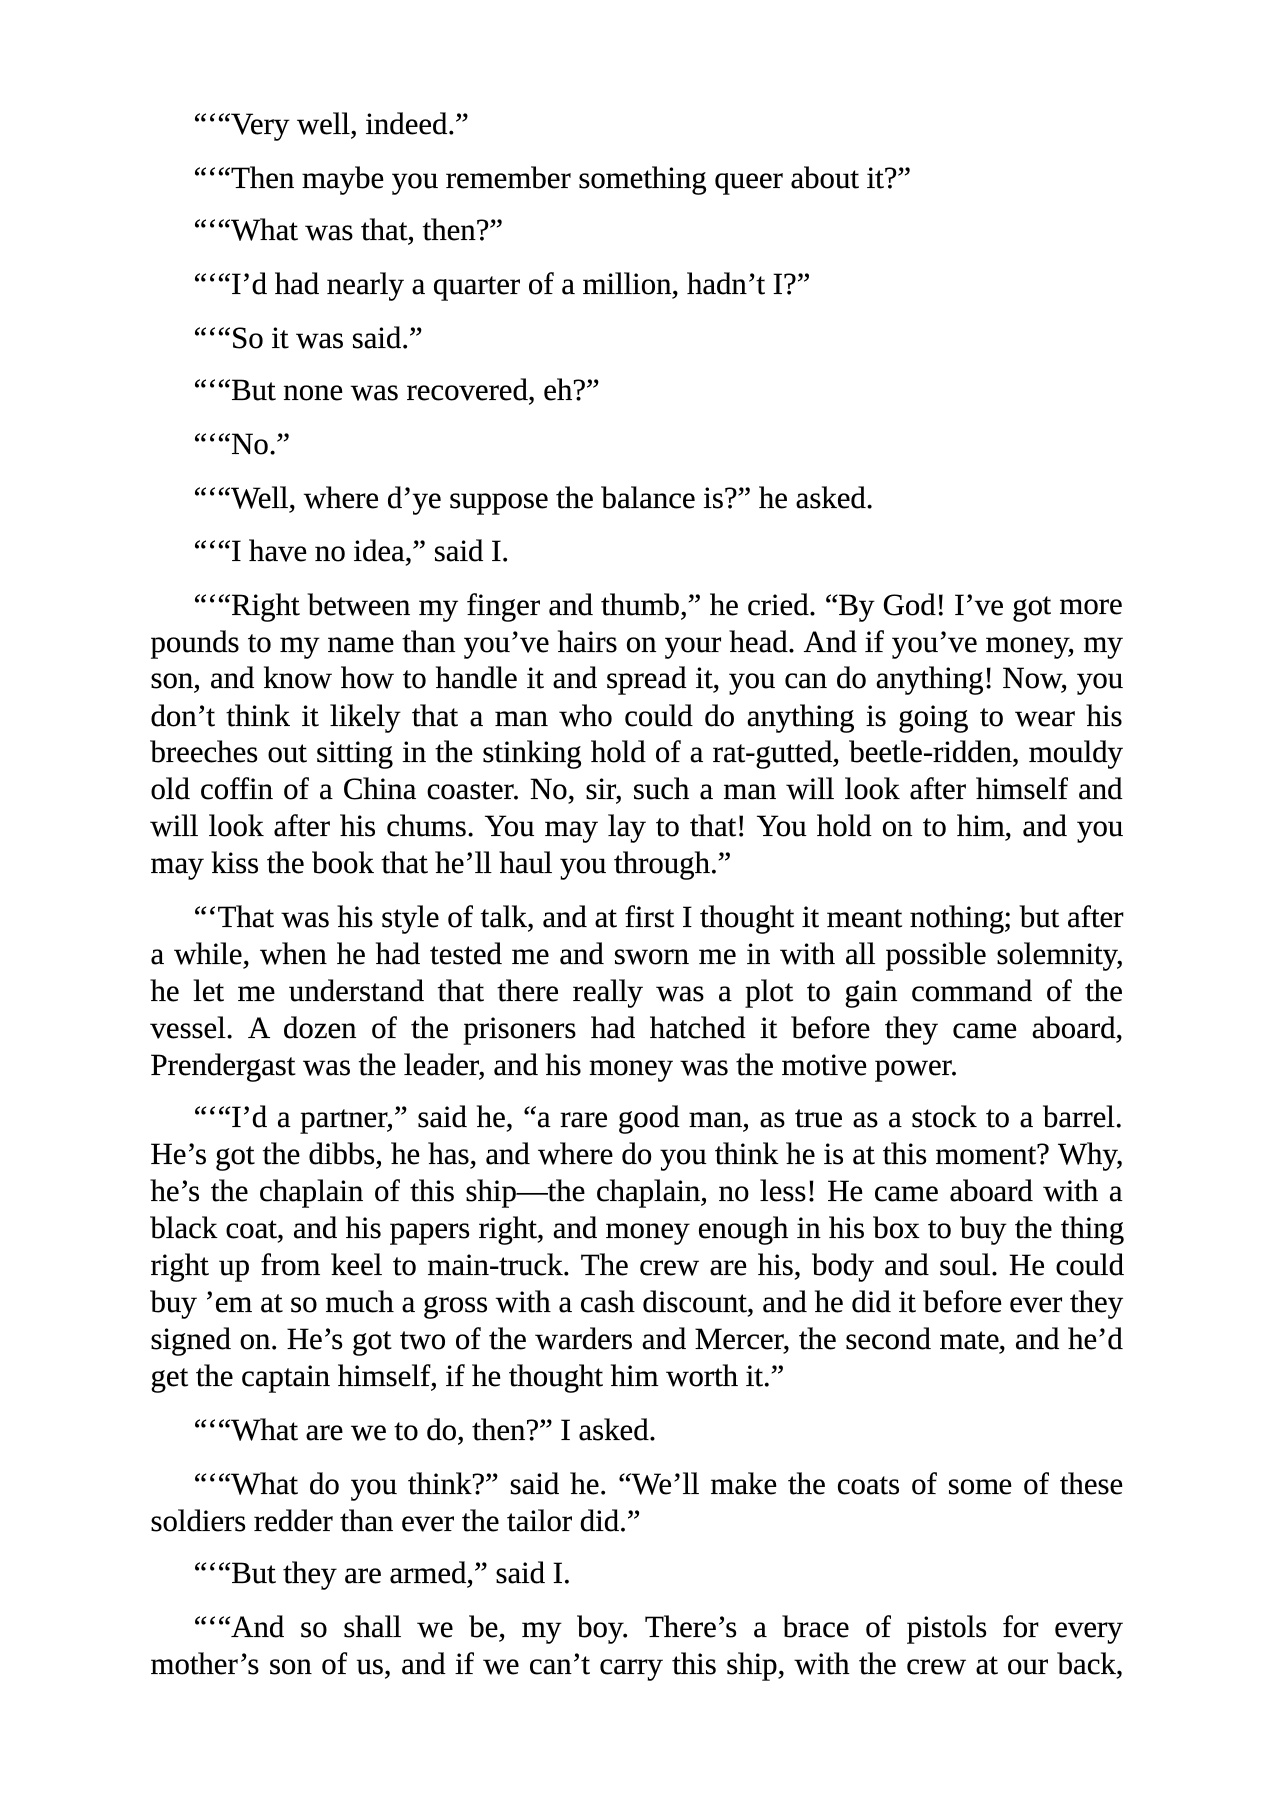 “‘“Very well, indeed.”
“‘“Then maybe you remember something queer about it?”
“‘“What was that, then?”
“‘“I’d had nearly a quarter of a million, hadn’t I?”
“‘“So it was said.”
“‘“But none was recovered, eh?”
“‘“No.”
“‘“Well, where d’ye suppose the balance is?” he asked.
“‘“I have no idea,” said I.
“‘“Right between my finger and thumb,” he cried. “By God! I’ve got more
pounds to my name than you’ve hairs on your head. And if you’ve money, my
son, and know how to handle it and spread it, you can do anything! Now, you
don’t think it likely that a man who could do anything is going to wear his
breeches out sitting in the stinking hold of a rat-gutted, beetle-ridden, mouldy
old coffin of a China coaster. No, sir, such a man will look after himself and
will look after his chums. You may lay to that! You hold on to him, and you
may kiss the book that he’ll haul you through.”
“‘That was his style of talk, and at first I thought it meant nothing; but after
a while, when he had tested me and sworn me in with all possible solemnity,
he let me understand that there really was a plot to gain command of the
vessel. A dozen of the prisoners had hatched it before they came aboard,
Prendergast was the leader, and his money was the motive power.
“‘“I’d a partner,” said he, “a rare good man, as true as a stock to a barrel.
He’s got the dibbs, he has, and where do you think he is at this moment? Why,
he’s the chaplain of this ship—the chaplain, no less! He came aboard with a
black coat, and his papers right, and money enough in his box to buy the thing
right up from keel to main-truck. The crew are his, body and soul. He could
buy ’em at so much a gross with a cash discount, and he did it before ever they
signed on. He’s got two of the warders and Mercer, the second mate, and he’d
get the captain himself, if he thought him worth it.”
“‘“What are we to do, then?” I asked.
“‘“What do you think?” said he. “We’ll make the coats of some of these
soldiers redder than ever the tailor did.”
“‘“But they are armed,” said I.
“‘“And so shall we be, my boy. There’s a brace of pistols for every
mother’s son of us, and if we can’t carry this ship, with the crew at our back,